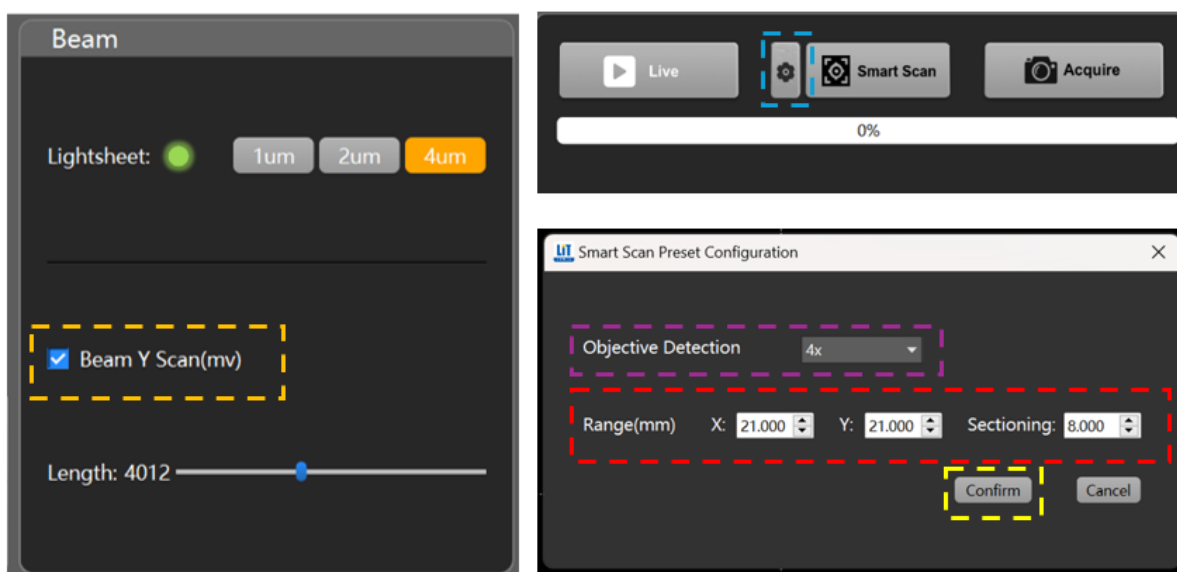 Beam
Lightsheet: 1um 2um 4um
Beam Y Scan(mv)
Length: 4012
Live Smart Scan Acquire
0%
LiT Smart Scan Preset Configuration
Objective Detection 4x
Range(mm) X: 21.000 Y: 21.000 Sectioning: 8.000
Confirm Cancel